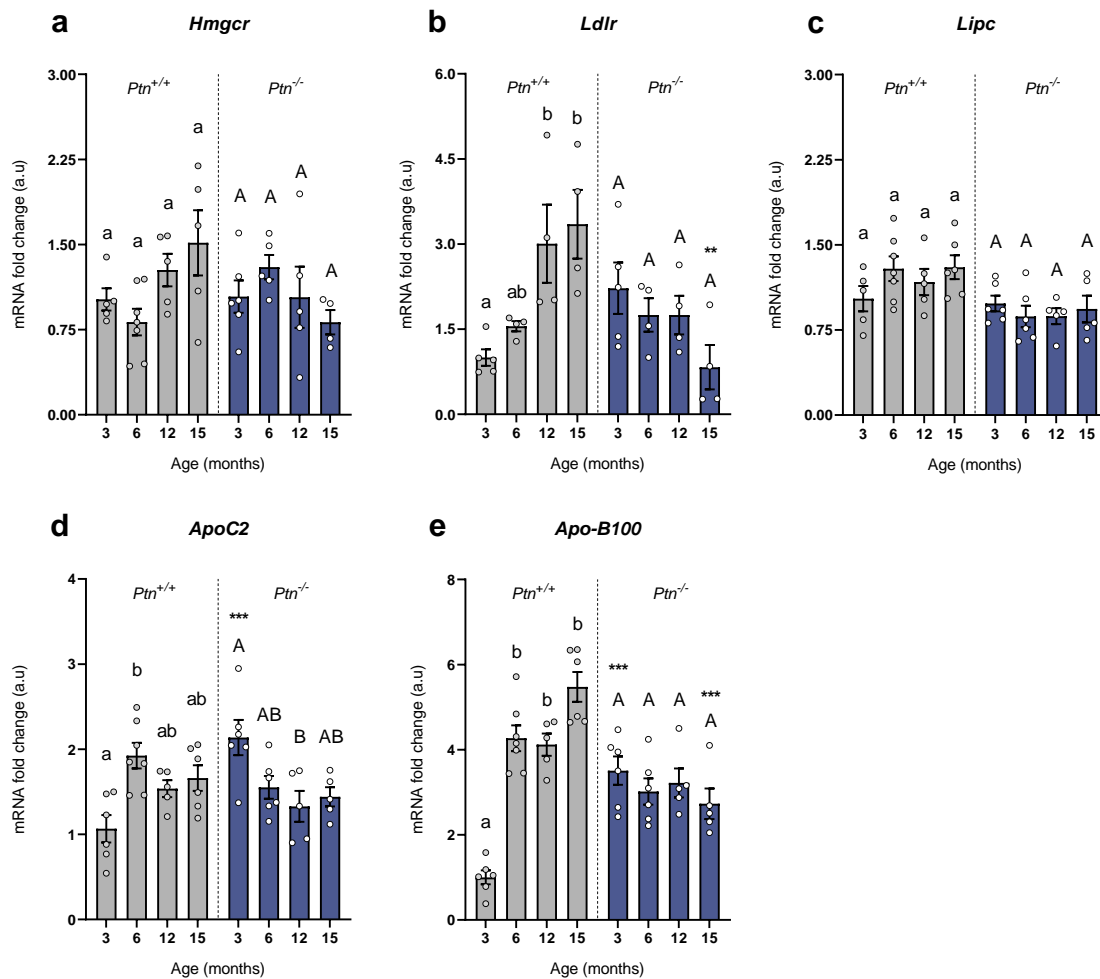 a
Hmgcr
mRNA fold change (a.u)
3.00
2.25
1.50
0.75
0.00
Ptn+/+
Ptn-/-
a a a a A A A A
3 6 12 15 3 6 12 15
Age (months)
b
Ldlr
mRNA fold change (a.u)
6.0
4.5
3.0
1.5
0.0
Ptn+/+
Ptn-/-
a ab b b A A A ** A
3 6 12 15 3 6 12 15
Age (months)
c
Lipc
mRNA fold change (a.u)
3.00
2.25
1.50
0.75
0.00
Ptn+/+
Ptn-/-
a a a a A A A A
3 6 12 15 3 6 12 15
Age (months)
d
ApoC2
mRNA fold change (a.u)
4
3
2
1
0
Ptn+/+
Ptn-/-
a b ab ab *** A AB B AB
3 6 12 15 3 6 12 15
Age (months)
e
Apo-B100
mRNA fold change (a.u)
8
6
4
2
0
Ptn+/+
Ptn-/-
a b b b *** A A A *** A
3 6 12 15 3 6 12 15
Age (months)